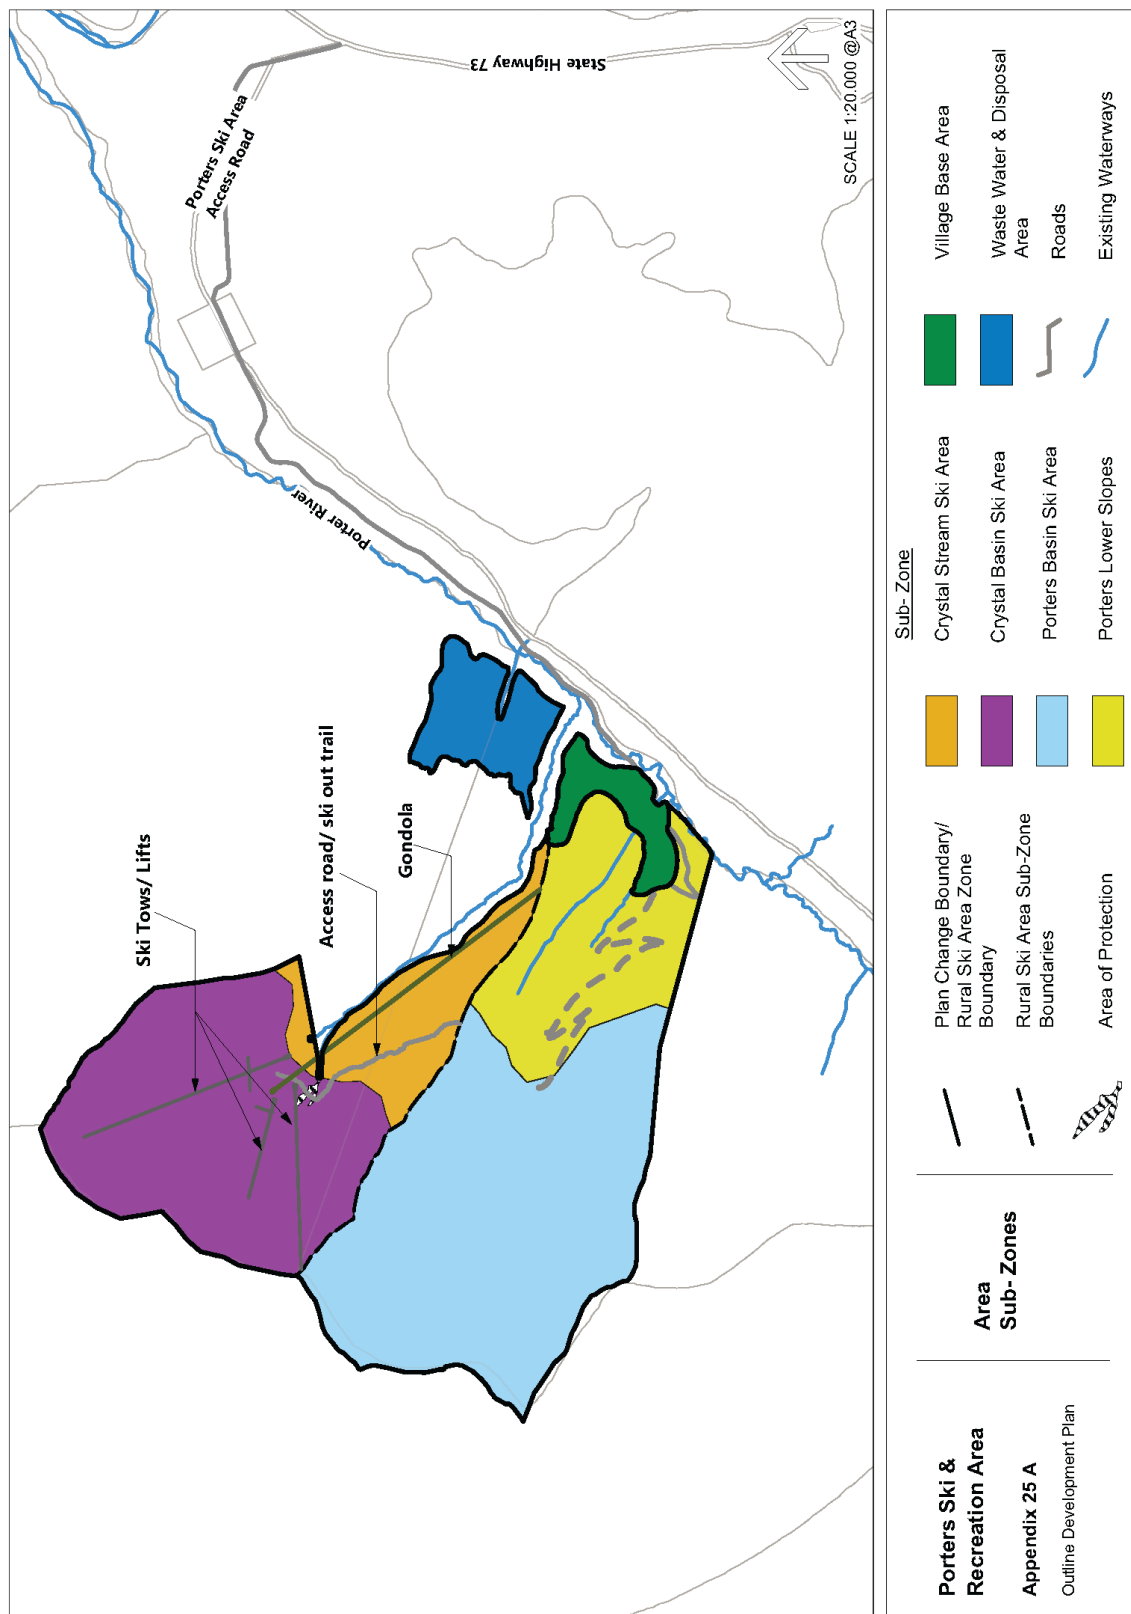 State Highway 73
Porters Ski Area
Access Road
Porter River
Ski Tows/ Lifts
Access road/ ski out trail
Gondola
SCALE 1:20.000 @A3
Porters Ski &
Recreation Area
Appendix 25 A
Outline Development Plan
Area
Sub- Zones
Plan Change Boundary/
Rural Ski Area Zone
Boundary
Rural Ski Area Sub-Zone
Boundaries
Area of Protection
Sub- Zone
Crystal Stream Ski Area
Crystal Basin Ski Area
Porters Basin Ski Area
Porters Lower Slopes
Village Base Area
Waste Water & Disposal
Area
Roads
Existing Waterways